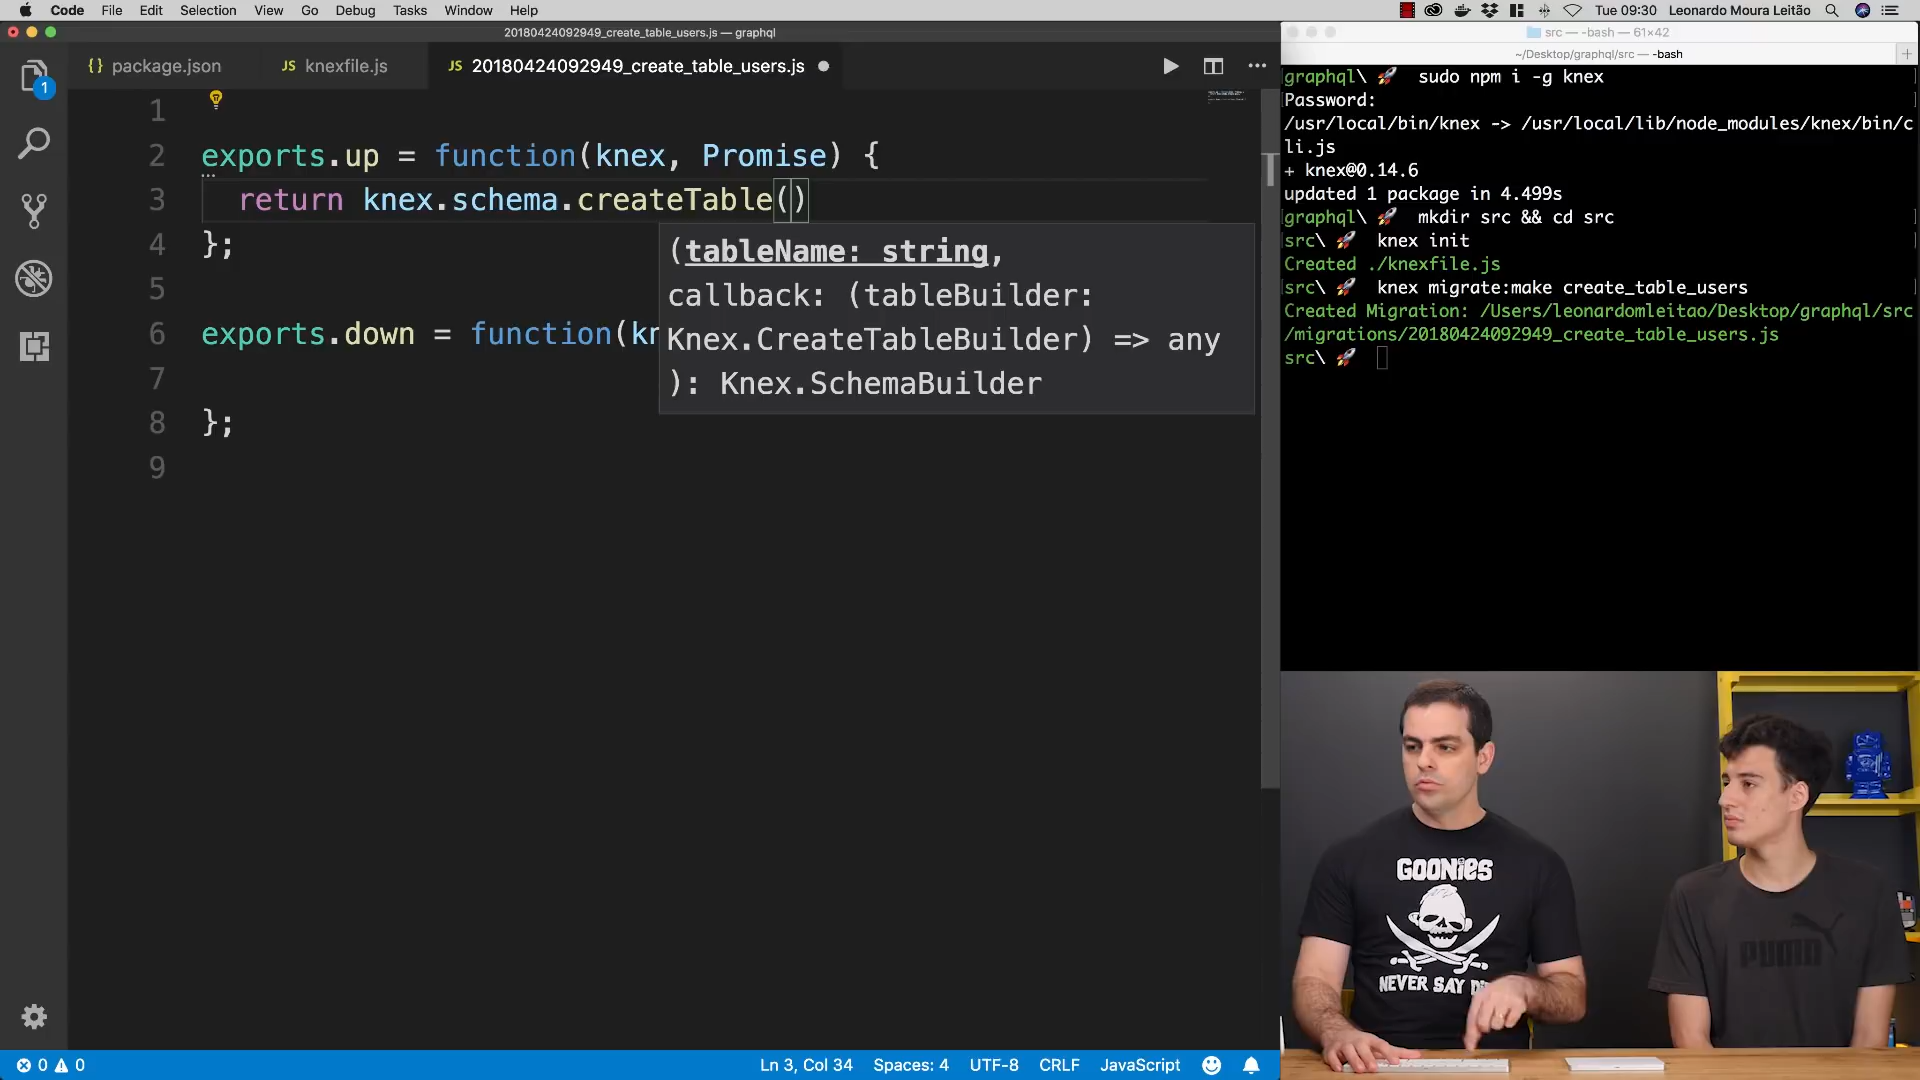 Code File Edit Selection View Go Debug Tasks Window Help
Tue 09:30 Leonardo Moura Leitão
20180424092949_create_table_users.js — graphql
{} package.json
JS knexfile.js
JS 20180424092949_create_table_users.js
1
1
2 exports.up = function(knex, Promise) {
3 return knex.schema.createTable()
4 };
5
6 exports.down = function(kn
7
8 };
9
(tableName: string,
callback: (tableBuilder:
Knex.CreateTableBuilder) => any
): Knex.SchemaBuilder
0 0
Ln 3, Col 34 Spaces: 4 UTF-8 CRLF JavaScript
src — -bash — 61×42
~/Desktop/graphql/src — -bash
graphql\ 🚀 sudo npm i -g knex
Password:
/usr/local/bin/knex -> /usr/local/lib/node_modules/knex/bin/c
li.js
+ knex@0.14.6
updated 1 package in 4.499s
graphql\ 🚀 mkdir src && cd src
src\ 🚀 knex init
Created ./knexfile.js
src\ 🚀 knex migrate:make create_table_users
Created Migration: /Users/leonardomleitao/Desktop/graphql/src
/migrations/20180424092949_create_table_users.js
src\ 🚀
GOONIES
NEVER SAY
PUMA